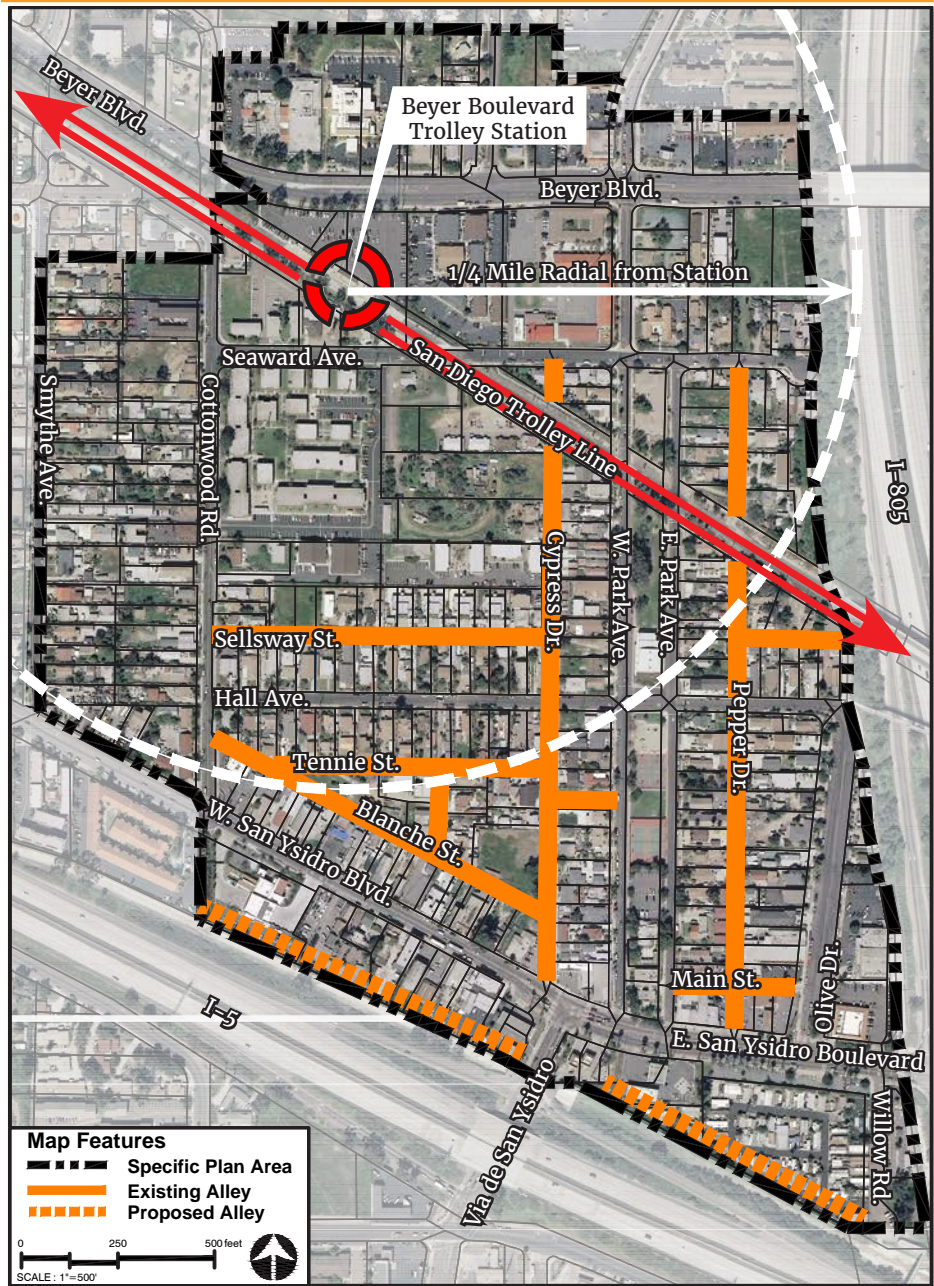 Beyer Blvd.
Beyer Boulevard
Trolley Station
Beyer Blvd.
1/4 Mile Radial from Station
Seaward Ave.
San Diego Trolley Line
Smythe Ave.
Cottonwood Rd.
I-805
Cypress Dr.
W. Park Ave.
E. Park Ave.
Sellsway St.
Hall Ave.
Pepper Dr.
Tennie St.
Blanche St.
W. San Ysidro Blvd.
Main St.
Olive Dr.
I-5
E. San Ysidro Boulevard
Via de San Ysidro
Willow Rd.
Map Features
Specific Plan Area
Existing Alley
Proposed Alley
0 250 500 feet
SCALE : 1"=500'